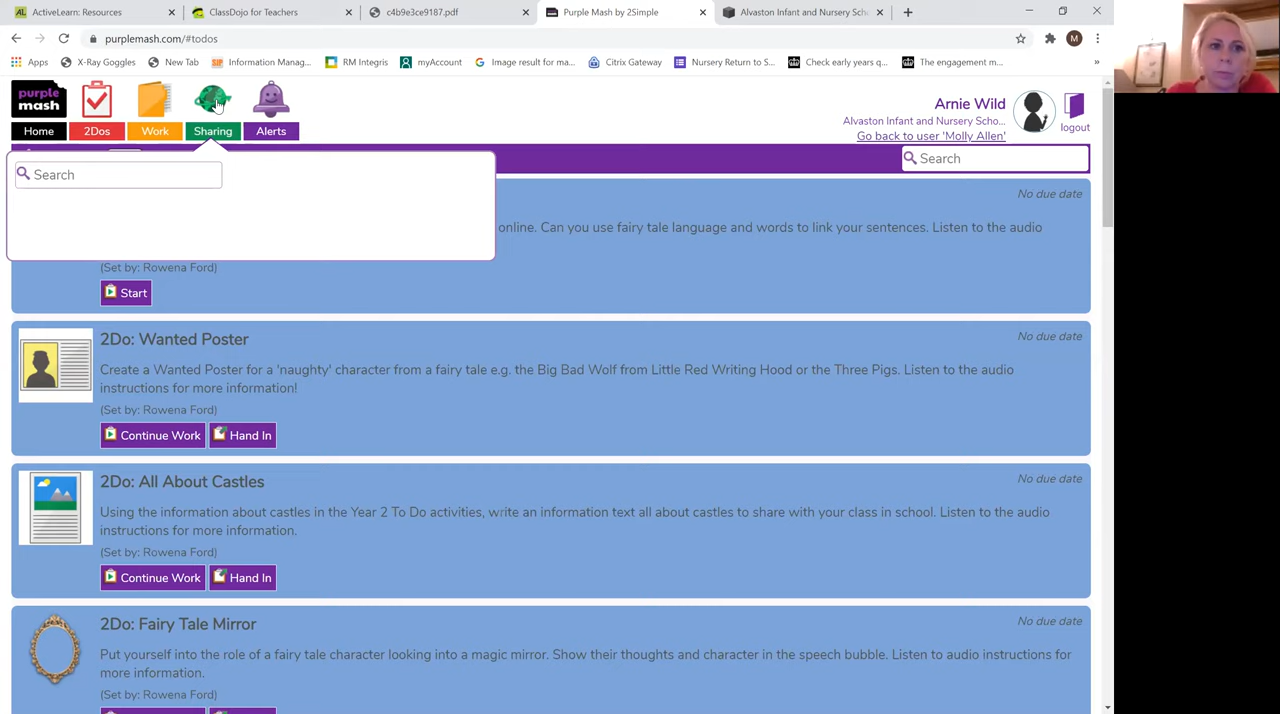 ActiveLearn: Resources
ClassDojo for Teachers
c4b9e3ce9187.pdf
Purple Mash by 2Simple
Alvaston Infant and Nursery Sch
purplemash.com/#todos
M
Apps
X-Ray Goggles
New Tab
Information Manag...
RM Integris
myAccount
Image result for ma...
Citrix Gateway
Nursery Return to S...
Check early years q...
The engagement m...
purple mash
Home
2Dos
Work
Sharing
Alerts
Arnie Wild
Alvaston Infant and Nursery Scho...
Go back to user 'Molly Allen'
logout
Search
Search
No due date
online. Can you use fairy tale language and words to link your sentences. Listen to the audio
(Set by: Rowena Ford)
Start
2Do: Wanted Poster
No due date
Create a Wanted Poster for a 'naughty' character from a fairy tale e.g. the Big Bad Wolf from Little Red Writing Hood or the Three Pigs. Listen to the audio
instructions for more information!
(Set by: Rowena Ford)
Continue Work
Hand In
2Do: All About Castles
No due date
Using the information about castles in the Year 2 To Do activities, write an information text all about castles to share with your class in school. Listen to the audio
instructions for more information.
(Set by: Rowena Ford)
Continue Work
Hand In
2Do: Fairy Tale Mirror
No due date
Put yourself into the role of a fairy tale character looking into a magic mirror. Show their thoughts and character in the speech bubble. Listen to audio instructions for
more information.
(Set by: Rowena Ford)